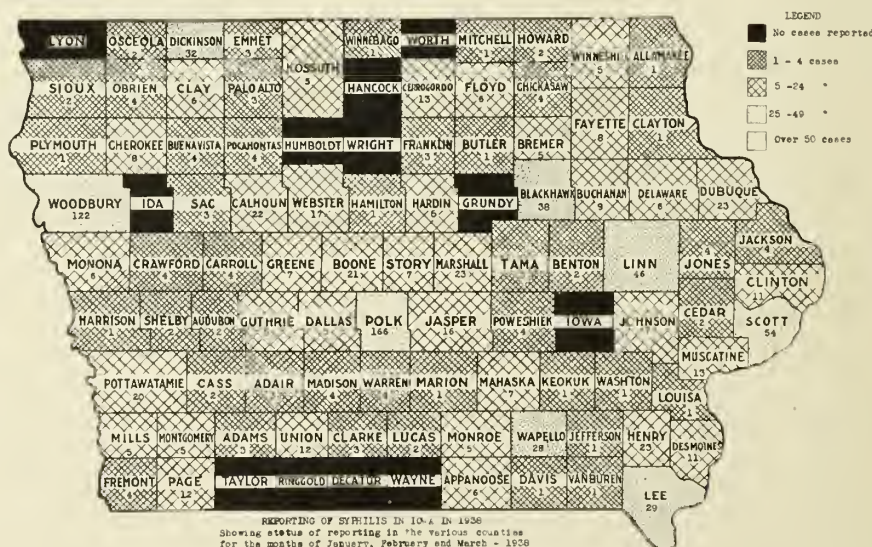 LEGEND
No cases reported
1 - 4 cases
5 - 24 "
25 - 49 "
Over 50 cases
LYON OSCEOLA DICKINSON EMMET WINNEBAGO WORTH MITCHELL HOWARD
2 32 3 1 1 2
KOSSUTH WINNESHIEK ALLAMAKEE
5 5 1
SIOUX OBRIEN CLAY PALO ALTO HANCOCK CERROGORDO FLOYD CHICKASAW
2 4 6 3 13 6 4
PLYMOUTH CHEROKEE BUENAVISTA POCAHONTAS HUMBOLDT WRIGHT FRANKLIN BUTLER BREMER FAYETTE CLAYTON
1 8 4 4 3 1 5 8 1
WOODBURY IDA SAC CALHOUN WEBSTER HAMILTON HARDIN GRUNDY BLACKHAWK BUCHANAN DELAWARE DUBUQUE
122 3 22 17 1 6 38 9 6 23
MONONA CRAWFORD CARROLL GREENE BOONE STORY MARSHALL TAMA BENTON LINN JONES JACKSON
6 4 4 7 21 7 23 2 46 4 4
CLINTON
11
HARRISON SHELBY AUDUBON GUTHRIE DALLAS POLK JASPER POWESHIEK IOWA JOHNSON CEDAR SCOTT
1 2 2 166 16 4 2 54
MUSCATINE
13
POTTAWATAMIE CASS ADAIR MADISON WARREN MARION MAHASKA KEOKUK WASHTON LOUISA
20 2 4 4 1 7 1 1 1
MILLS MONTGOMERY ADAMS UNION CLARKE LUCAS MONROE WAPELLO JEFFERSON HENRY DESMOINES
5 5 3 12 3 2 5 28 1 23 11
FREMONT PAGE TAYLOR RINGGOLD DECATUR WAYNE APPANOOSE DAVIS VANBUREN LEE
4 12 6 1 1 29
REPORTING OF SYPHILIS IN IOWA IN 1938
Showing status of reporting in the various counties
for the months of January, February and March - 1938